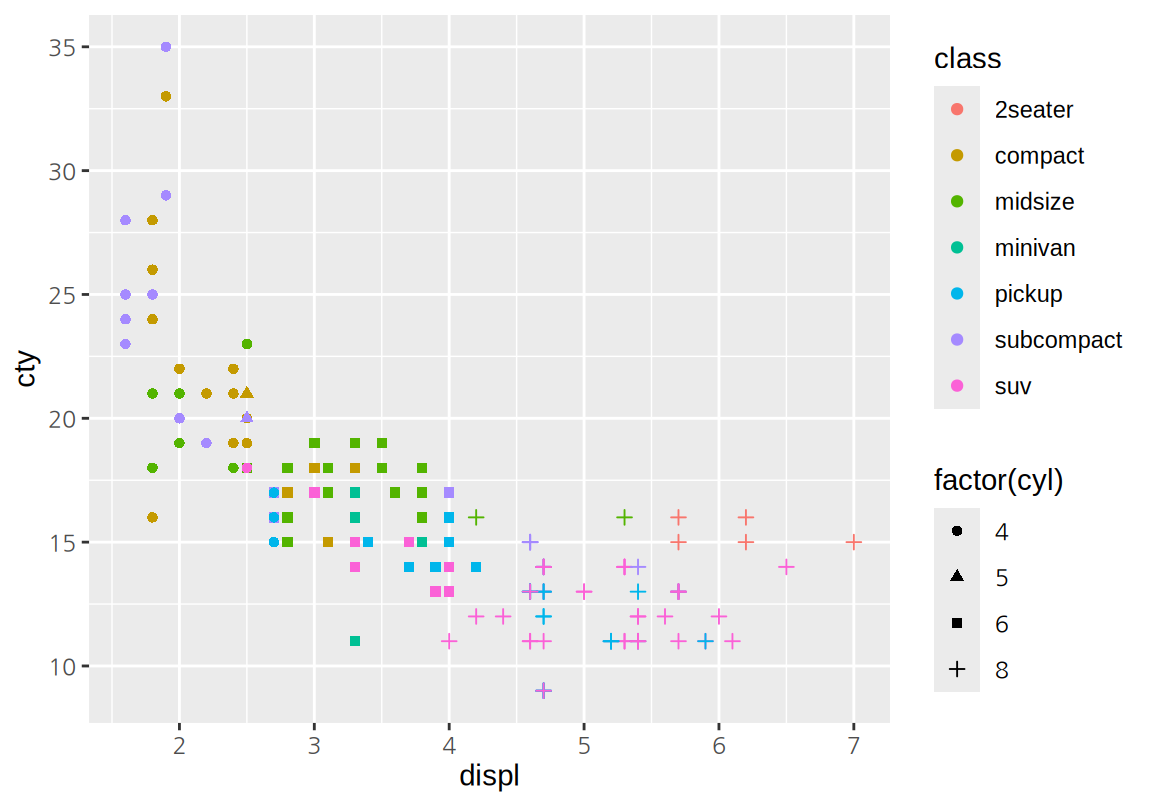 35
30
25
20
15
10
cty
2 3 4 5 6 7
displ
class
2seater
compact
midsize
minivan
pickup
subcompact
suv
factor(cyl)
4
5
6
8